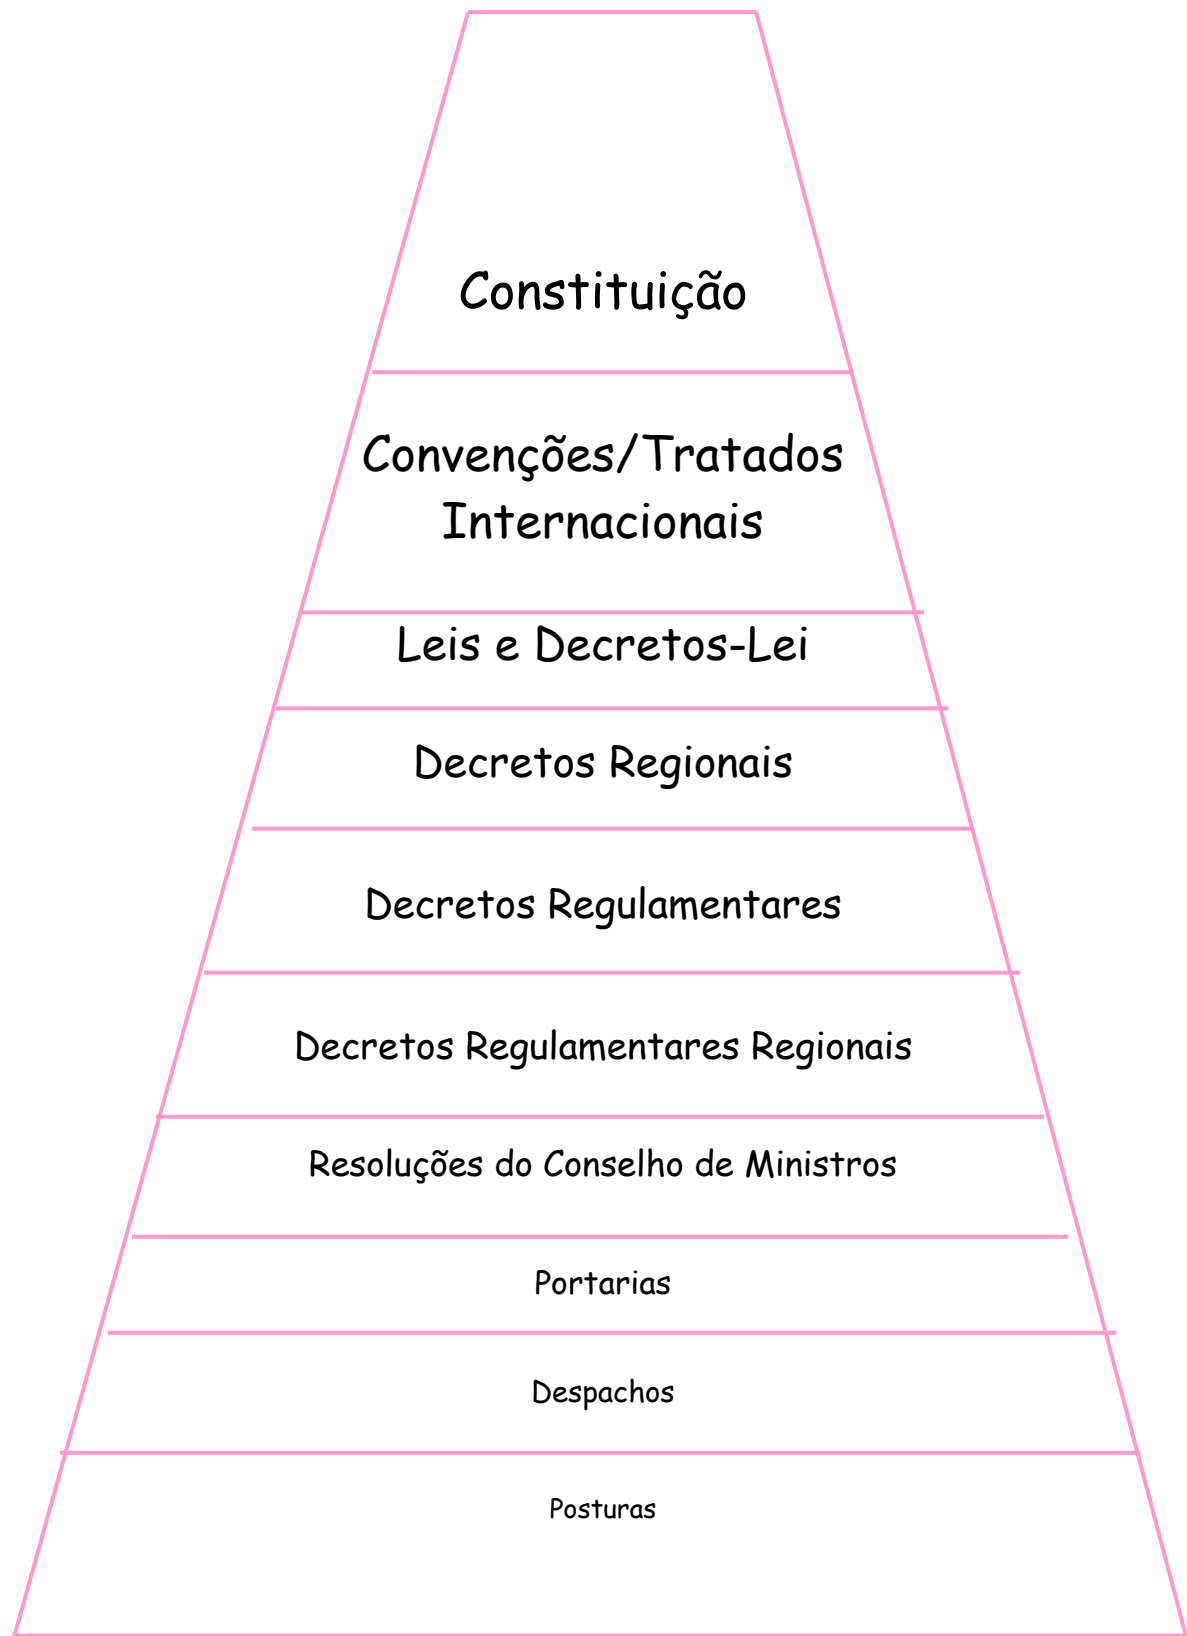 Constituição
Convenções/Tratados
Internacionais
Leis e Decretos-Lei
Decretos Regionais
Decretos Regulamentares
Decretos Regulamentares Regionais
Resoluções do Conselho de Ministros
Portarias
Despachos
Posturas